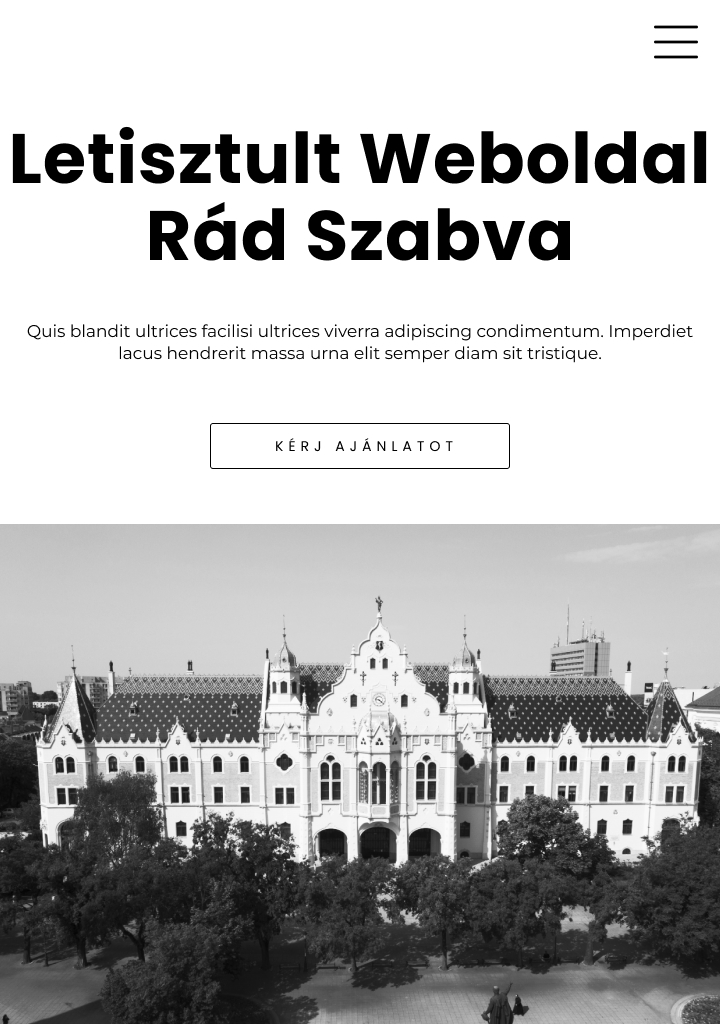 Letisztult Weboldal
Rád Szabva
Quis blandit ultrices facilisi ultrices viverra adipiscing condimentum. Imperdiet
lacus hendrerit massa urna elit semper diam sit tristique.
KÉRJ AJÁNLATOT